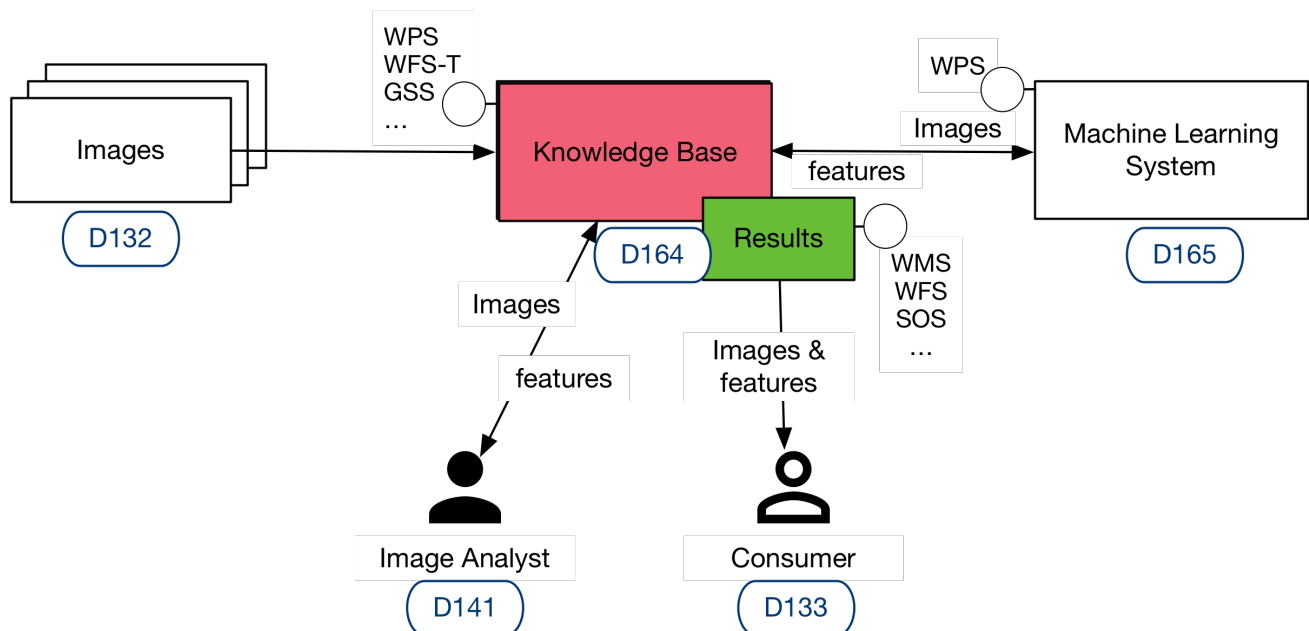 WPS
WFS-T
GSS
...
Images
D132
Knowledge Base
D164
Results
WPS
Images
features
Machine Learning
System
D165
WMS
WFS
SOS
...
Images
features
Images &
features
Image Analyst
D141
Consumer
D133